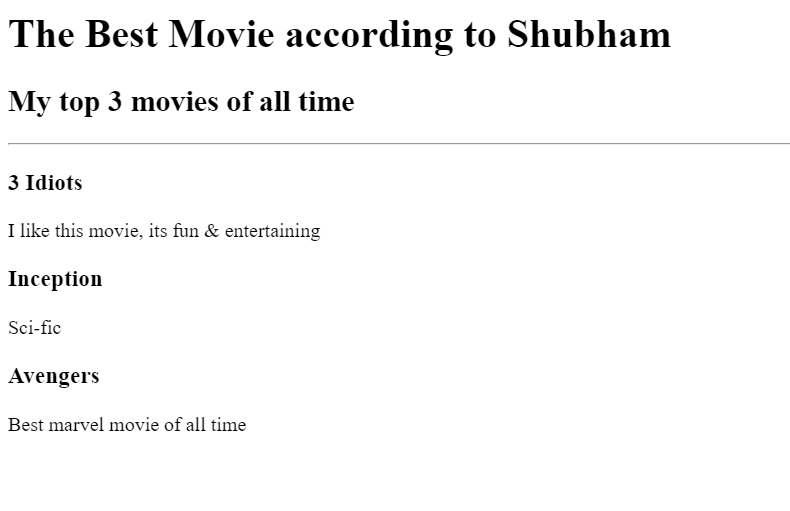 The Best Movie according to Shubham
My top 3 movies of all time
3 Idiots
I like this movie, its fun & entertaining
Inception
Sci-fic
Avengers
Best marvel movie of all time